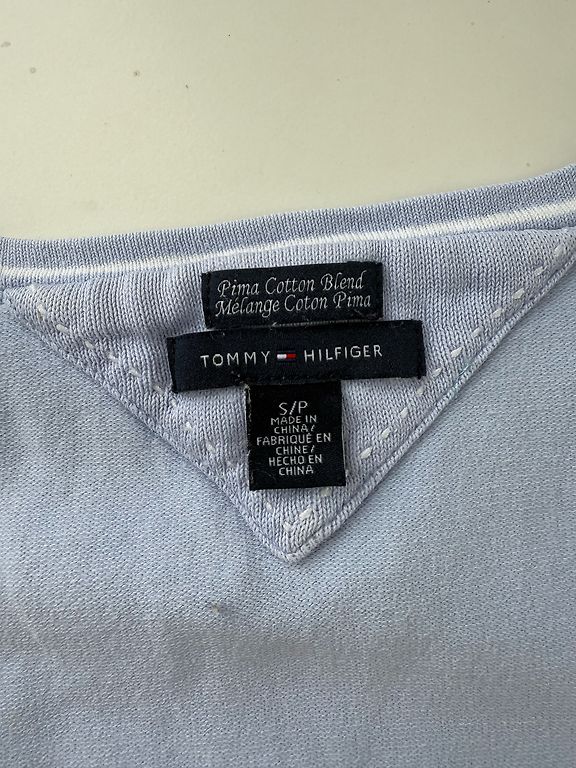 Pima Cotton Blend
Mélange Coton Pima
TOMMY HILFIGER
S/P
MADE IN
CHINA/
FABRIQUÉ EN
CHINE/
HECHO EN
CHINA